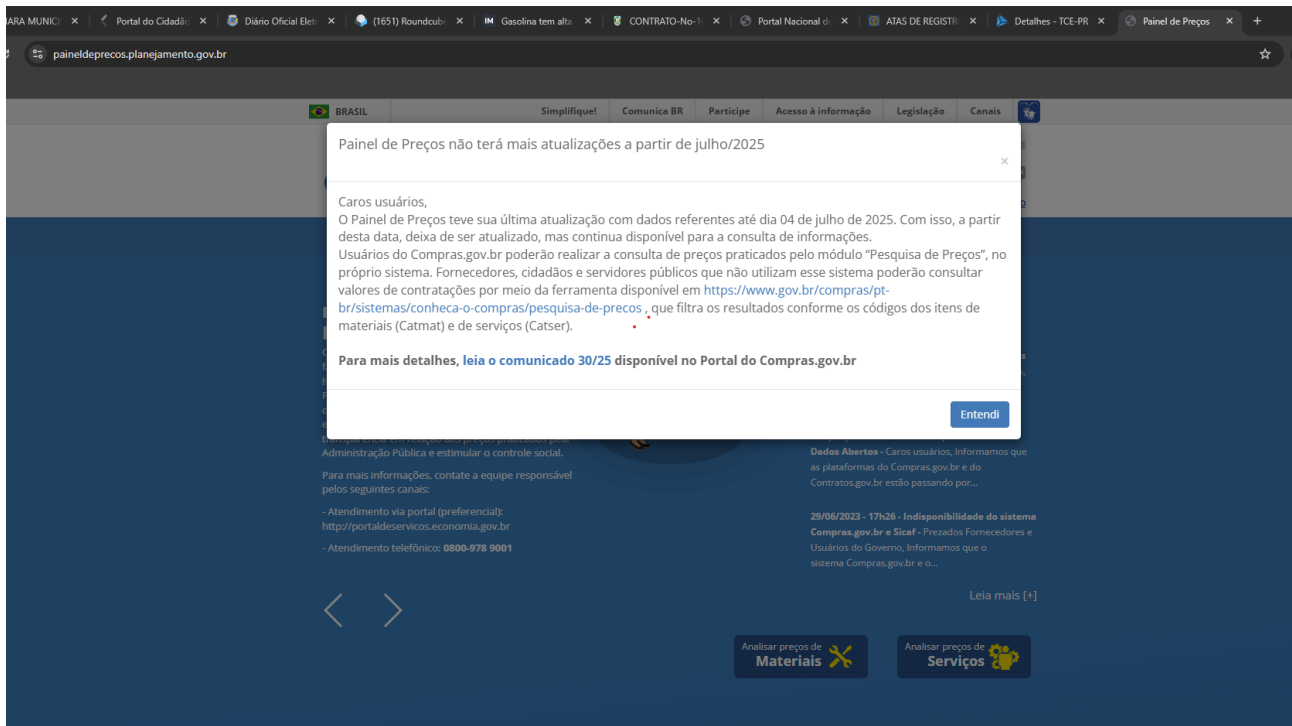 ARA MUNICI
Portal do Cidadão
Diário Oficial Eletr
(1651) Roundcubc
Gasolina tem alta
CONTRATO-No-1
Portal Nacional d
ATAS DE REGISTR
Detalhes - TCE-PR
Painel de Preços
paineldeprecos.planejamento.gov.br
BRASIL
Simplifique!
Comunica BR
Participe
Acesso à informação
Legislação
Canais
Painel de Preços não terá mais atualizações a partir de julho/2025
Caros usuários,
O Painel de Preços teve sua última atualização com dados referentes até dia 04 de julho de 2025. Com isso, a partir
desta data, deixa de ser atualizado, mas continua disponível para a consulta de informações.
Usuários do Compras.gov.br poderão realizar a consulta de preços praticados pelo módulo “Pesquisa de Preços”, no
próprio sistema. Fornecedores, cidadãos e servidores públicos que não utilizam esse sistema poderão consultar
valores de contratações por meio da ferramenta disponível em https://www.gov.br/compras/pt-
br/sistemas/conheca-o-compras/pesquisa-de-precos , que filtra os resultados conforme os códigos dos itens de
materiais (Catmat) e de serviços (Catser).
Para mais detalhes, leia o comunicado 30/25 disponível no Portal do Compras.gov.br
Entendi
transparência em relação aos preços praticados pela
Administração Pública e estimular o controle social.
Para mais informações, contate a equipe responsável
pelos seguintes canais:
- Atendimento via portal (preferencial):
http://portaldeservicos.economia.gov.br
- Atendimento telefônico: 0800-978 9001
Dados Abertos - Caros usuários, Informamos que
as plataformas do Compras.gov.br e do
Contratos.gov.br estão passando por...
29/06/2023 - 17h26 - Indisponibilidade do sistema
Compras.gov.br e Sicaf - Prezados Fornecedores e
Usuários do Governo, Informamos que o
sistema Compras.gov.br e o...
Leia mais [+]
Analisar preços de
Materiais
Analisar preços de
Serviços